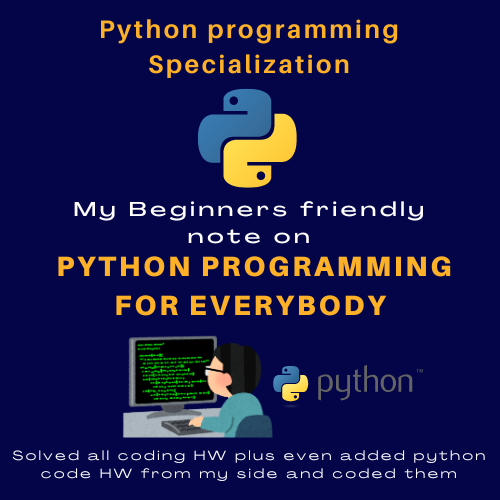 Python programming
Specialization
My Beginners friendly
note on
PYTHON PROGRAMMING
FOR EVERYBODY
python™
Solved all coding HW plus even added python
code HW from my side and coded them